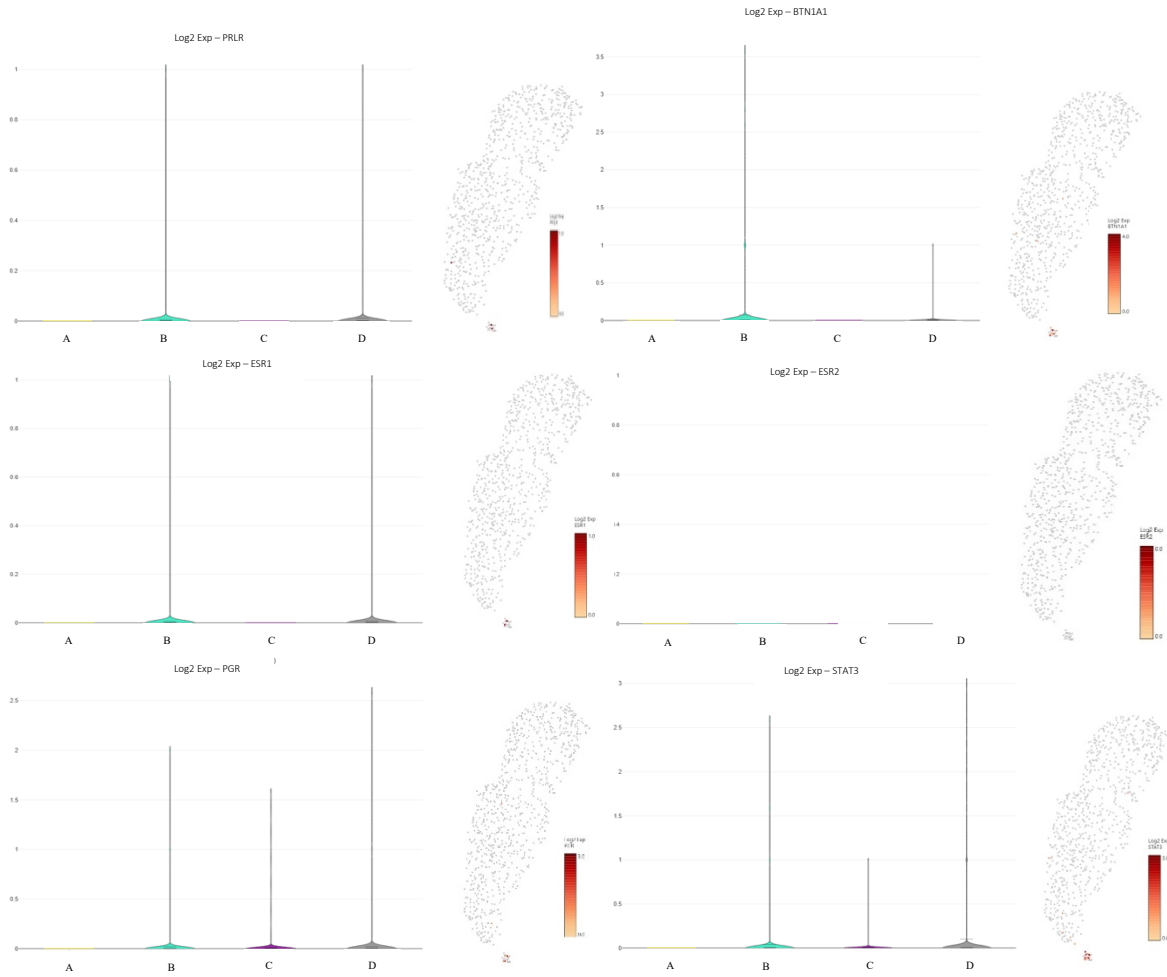 Log2 Exp – PRLR
1
0.8
0.6
0.4
0.2
0
A B C D
Log2 Exp – BTN1A1
3.5
3
2.5
2
1.5
1
0.5
0
A B C D
Log2 Exp
BTN1A1
4.0
0.0
Log2 Exp – ESR1
1
0.8
0.6
0.4
0.2
0
A B C D
Log2 Exp
ESR1
1.0
0.0
Log2 Exp – ESR2
1
0.8
0.6
0
A B C D
Log2 Exp
ESR2
0.0
0.0
)
Log2 Exp – PGR
2.5
2
1.5
1
0.5
0
A B C D
Log2 Exp – STAT3
3
2.5
2
1.5
1
0.5
0
A B C D
STAT3